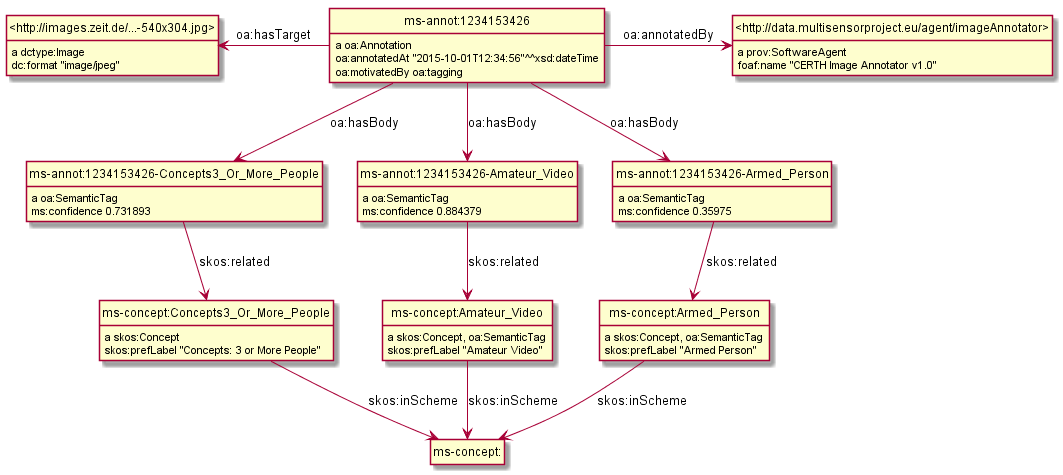 <http://images.zeit.de/...-540x304.jpg>
a dctype:Image
dc:format "image/jpeg"
oa:hasTarget
ms-annot:1234153426
a oa:Annotation
oa:annotatedAt "2015-10-01T12:34:56"^^xsd:dateTime
oa:motivatedBy oa:tagging
oa:annotatedBy
<http://data.multisensorproject.eu/agent/imageAnnotator>
a prov:SoftwareAgent
foaf:name "CERTH Image Annotator v1.0"
oa:hasBody
oa:hasBody
oa:hasBody
ms-annot:1234153426-Concepts3_Or_More_People
a oa:SemanticTag
ms:confidence 0.731893
ms-annot:1234153426-Amateur_Video
a oa:SemanticTag
ms:confidence 0.884379
ms-annot:1234153426-Armed_Person
a oa:SemanticTag
ms:confidence 0.35975
skos:related
skos:related
skos:related
ms-concept:Concepts3_Or_More_People
a skos:Concept
skos:prefLabel "Concepts: 3 or More People"
ms-concept:Amateur_Video
a skos:Concept, oa:SemanticTag
skos:prefLabel "Amateur Video"
ms-concept:Armed_Person
a skos:Concept, oa:SemanticTag
skos:prefLabel "Armed Person"
skos:inScheme
skos:inScheme
skos:inScheme
ms-concept: